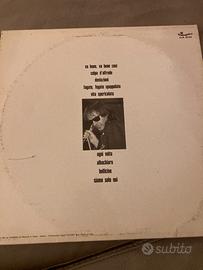 va bene, va bene così
colpa d'alfredo
deviazioni
fegato, fegato spappolato
vita spericolata
ogni volta
albachiara
bollicine
siamo solo noi
subito